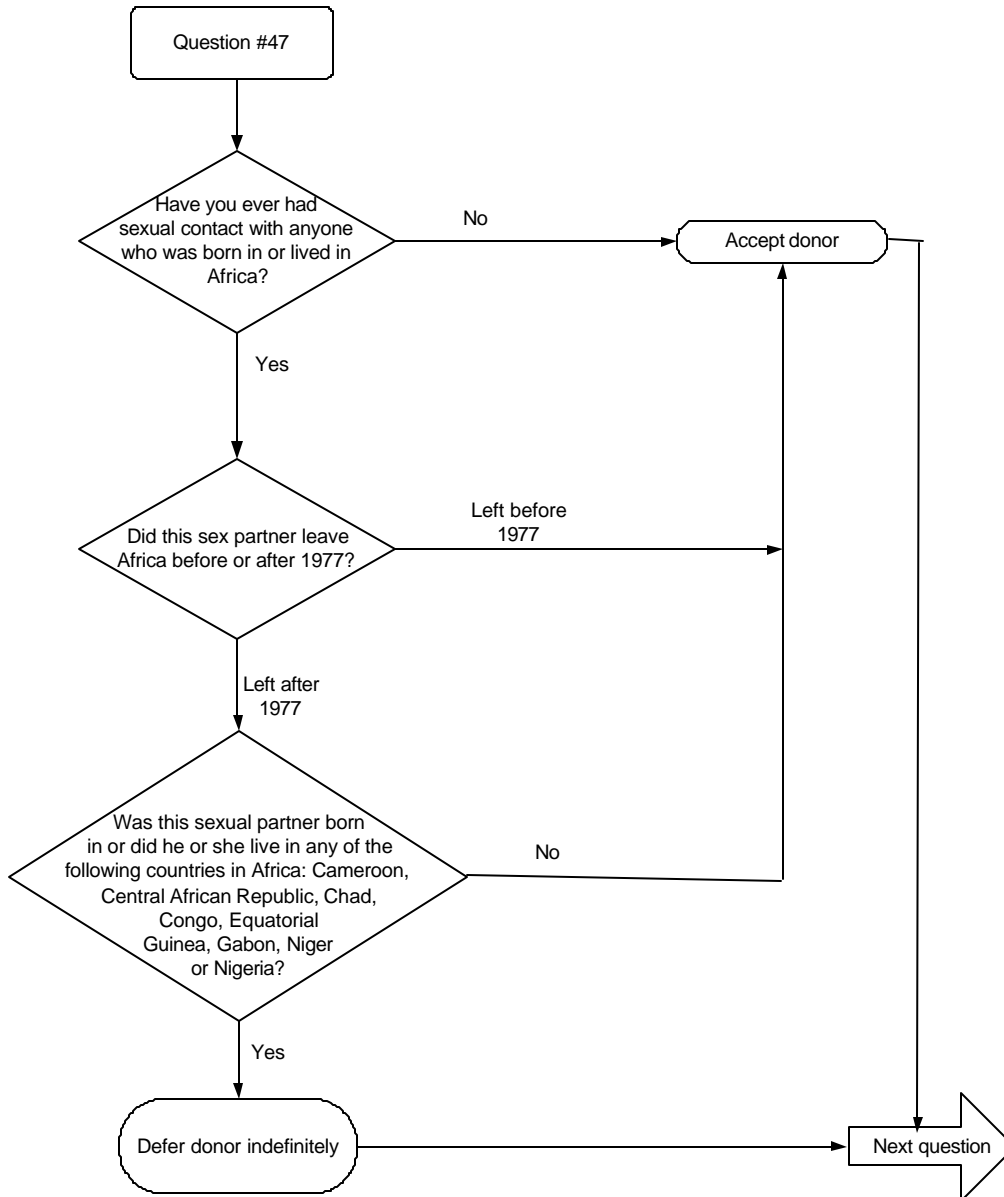 Question #47
Have you ever had
sexual contact with anyone
who was born in or lived in
Africa?
No
Accept donor
Yes
Did this sex partner leave
Africa before or after 1977?
Left before
1977
Left after
1977
Was this sexual partner born
in or did he or she live in any of the
following countries in Africa: Cameroon,
Central African Republic, Chad,
Congo, Equatorial
Guinea, Gabon, Niger
or Nigeria?
No
Yes
Defer donor indefinitely
Next question